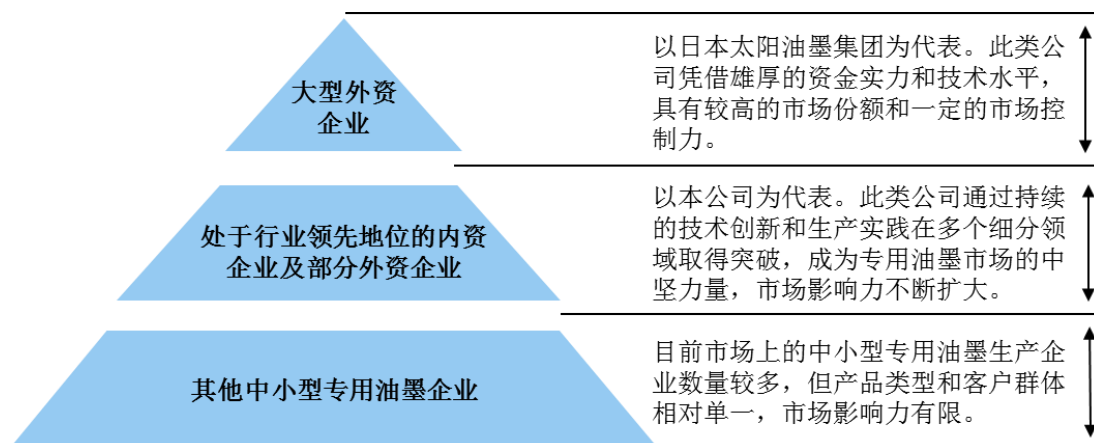 大型外资
企业
以日本太阳油墨集团为代表。此类公
司凭借雄厚的资金实力和技术水平，
具有较高的市场份额和一定的市场控
制力。
处于行业领先地位的内资
企业及部分外资企业
以本公司为代表。此类公司通过持续
的技术创新和生产实践在多个细分领
域取得突破，成为专用油墨市场的中
坚力量，市场影响力不断扩大。
其他中小型专用油墨企业
目前市场上的中小型专用油墨生产企
业数量较多，但产品类型和客户群体
相对单一，市场影响力有限。